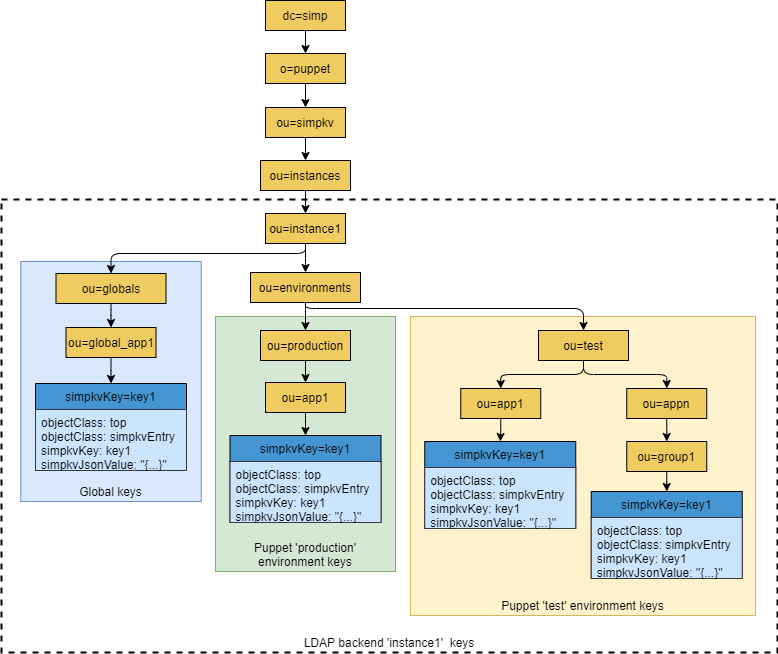 dc=simp
o=puppet
ou=simpkv
ou=instances
ou=instance1
ou=globals
ou=global_app1
simpkvKey=key1
objectClass: top
objectClass: simpkvEntry
simpkvKey: key1
simpkvJsonValue: "{...}"
Global keys
ou=environments
ou=production
ou=app1
simpkvKey=key1
objectClass: top
objectClass: simpkvEntry
simpkvKey: key1
simpkvJsonValue: "{...}"
Puppet 'production'
environment keys
ou=test
ou=app1
simpkvKey=key1
objectClass: top
objectClass: simpkvEntry
simpkvKey: key1
simpkvJsonValue: "{...}"
ou=appn
ou=group1
simpkvKey=key1
objectClass: top
objectClass: simpkvEntry
simpkvKey: key1
simpkvJsonValue: "{...}"
Puppet 'test' environment keys
LDAP backend 'instance1' keys